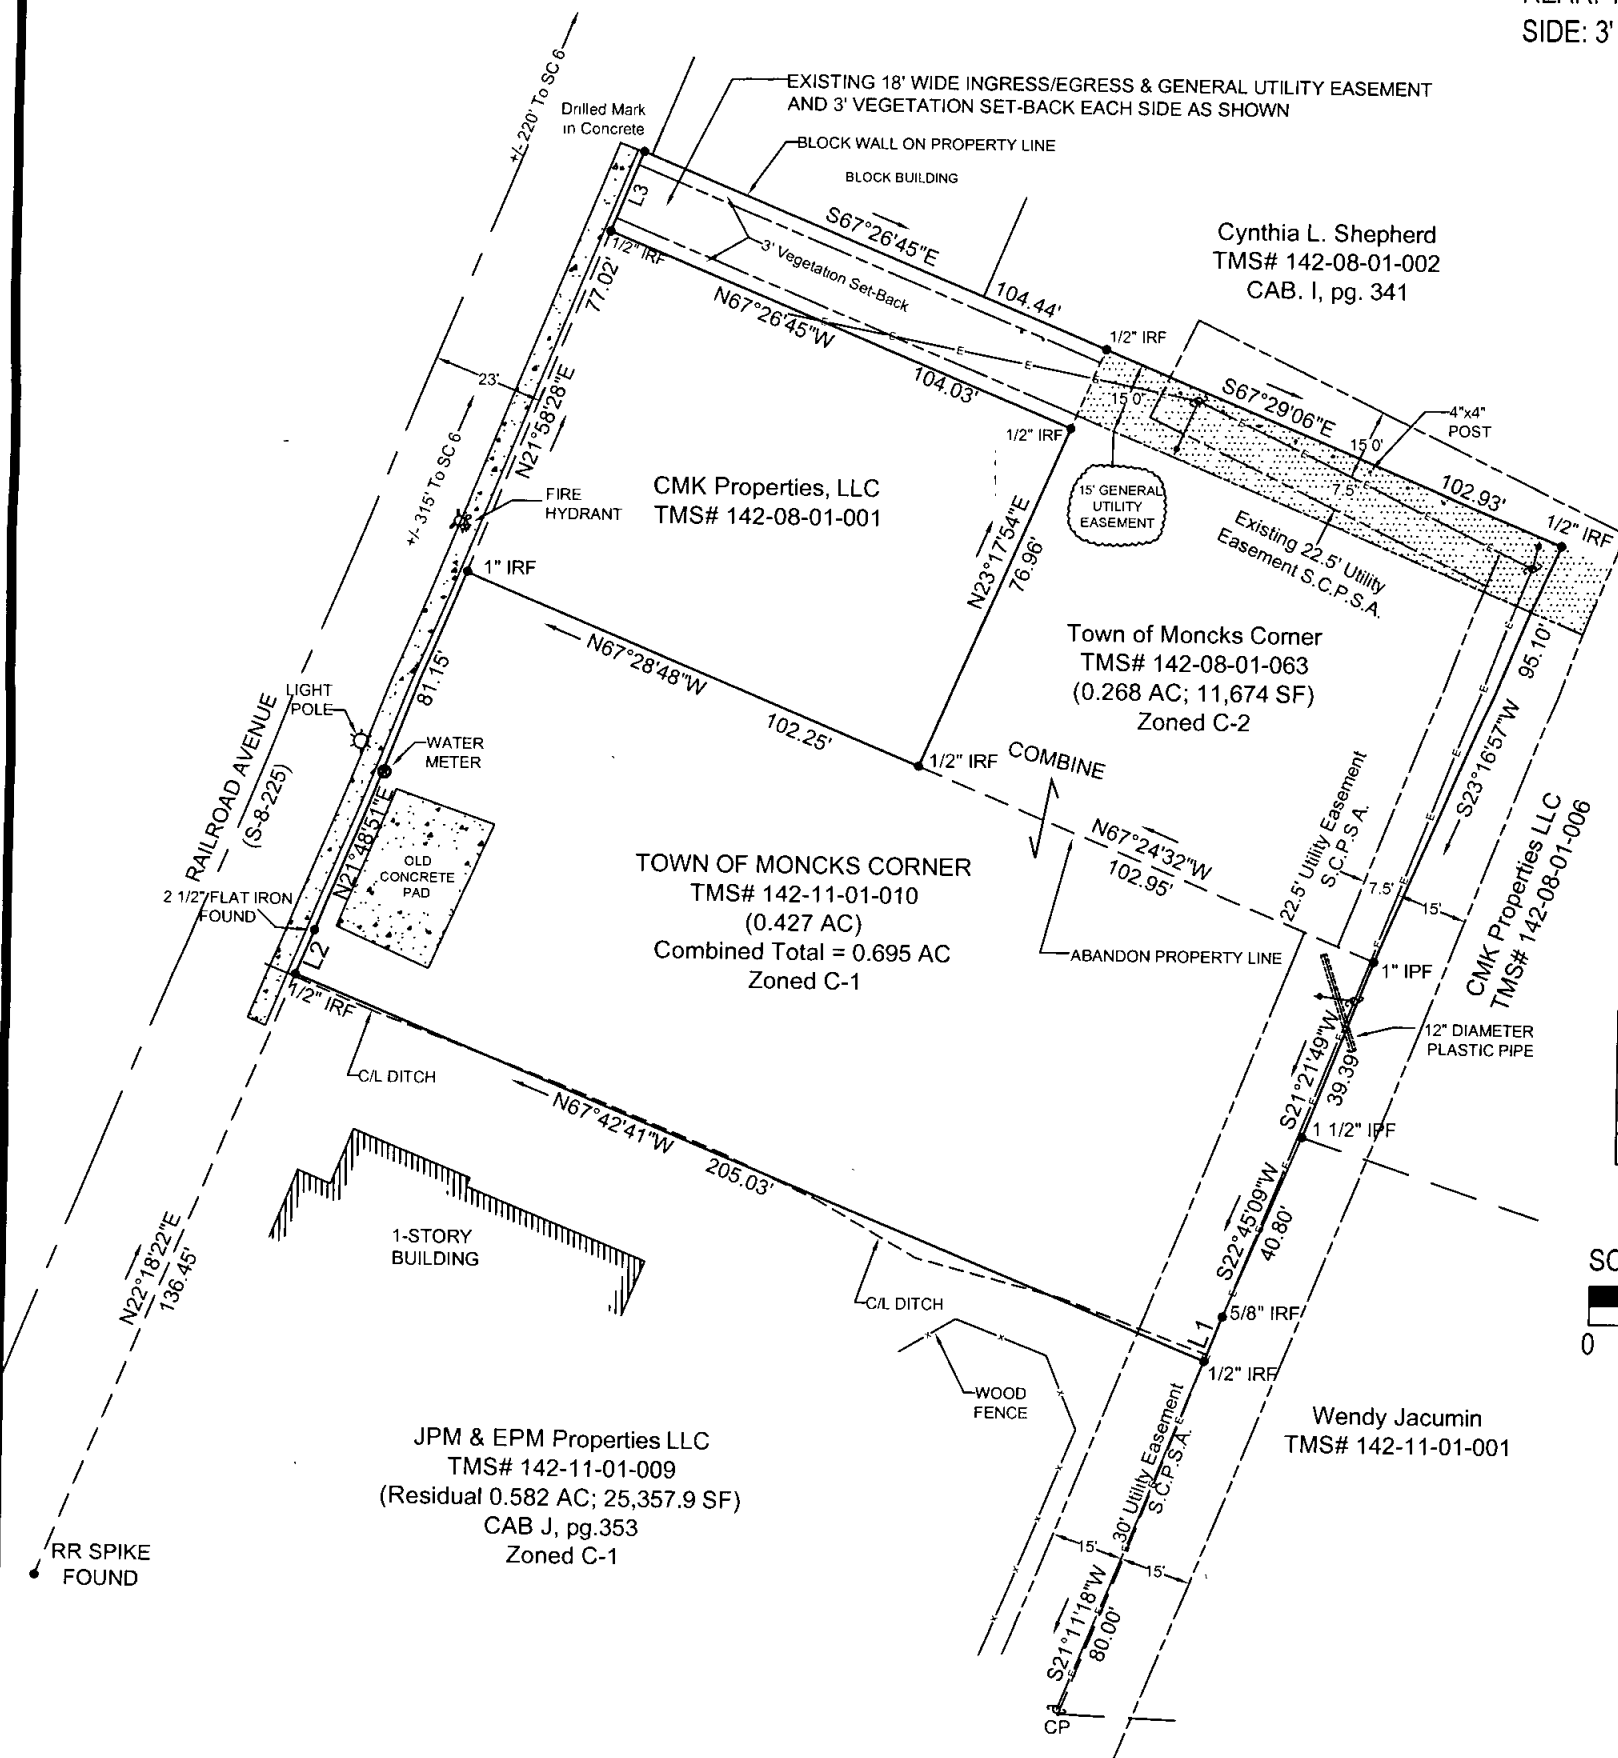 SIDE: 3'
+/- 220' To SC 6
Drilled Mark
in Concrete
EXISTING 18' WIDE INGRESS/EGRESS & GENERAL UTILITY EASEMENT
AND 3' VEGETATION SET-BACK EACH SIDE AS SHOWN
BLOCK WALL ON PROPERTY LINE
BLOCK BUILDING
L3
S67°26'45"E
104.44'
Cynthia L. Shepherd
TMS# 142-08-01-002
CAB. I, pg. 341
1/2" IRF
3' Vegetation Set-Back
77.02'
N67°26'45"W
104.03'
1/2" IRF
S67°29'06"E
102.93'
15.0'
15.0'
7.5'
4"x4"
POST
1/2" IRF
23'
N21°58'28"E
+/- 315' To SC 6
1/2" IRF
CMK Properties, LLC
TMS# 142-08-01-001
FIRE
HYDRANT
15' GENERAL
UTILITY
EASEMENT
Existing 22.5' Utility
Easement S.C.P.S.A.
N23°17'54"E
76.96'
1" IRF
Town of Moncks Corner
TMS# 142-08-01-063
(0.268 AC; 11,674 SF)
Zoned C-2
95.10'
S23°16'57"W
N67°28'48"W
102.25'
81.15'
LIGHT
POLE
WATER
METER
1/2" IRF
COMBINE
22.5' Utility Easement
S.C.P.S.A.
CMK Properties LLC
TMS# 142-08-01-006
RAILROAD AVENUE
(S-8-225)
N21°48'51"E
OLD
CONCRETE
PAD
N67°24'32"W
102.95'
7.5'
15'
2 1/2" FLAT IRON
FOUND
TOWN OF MONCKS CORNER
TMS# 142-11-01-010
(0.427 AC)
Combined Total = 0.695 AC
Zoned C-1
ABANDON PROPERTY LINE
1" IPF
L2
1/2" IRF
12" DIAMETER
PLASTIC PIPE
S21°21'49"W
39.39'
C/L DITCH
N67°42'41"W
205.03'
1 1/2" IPF
1-STORY
BUILDING
S22°45'09"W
40.80'
N22°18'22"E
136.45'
C/L DITCH
5/8" IRF
L1
1/2" IRF
0
WOOD
FENCE
Wendy Jacumin
TMS# 142-11-01-001
JPM & EPM Properties LLC
TMS# 142-11-01-009
(Residual 0.582 AC; 25,357.9 SF)
CAB J, pg.353
Zoned C-1
30' Utility Easement
S.C.P.S.A.
15'
15'
RR SPIKE
FOUND
S21°11'18"W
80.00'
CP